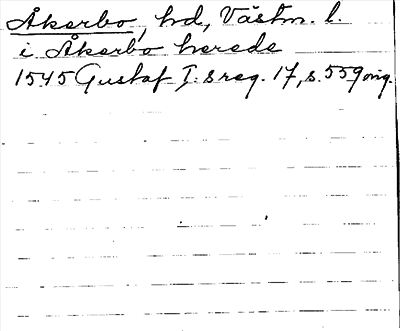 Åkerbo, hd, Västm. l.
i Åkerbo herede
1545 Gustaf I:s reg. 17, s. 559 orig.